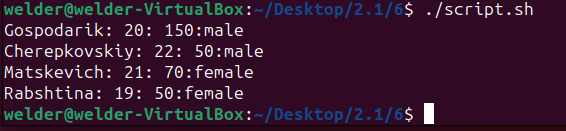 welder@welder-VirtualBox:~/Desktop/2.1/6$ ./script.sh
Gospodarik: 20: 150:male
Cherepkovskiy: 22: 50:male
Matskevich: 21: 70:female
Rabshtina: 19: 50:female
welder@welder-VirtualBox:~/Desktop/2.1/6$